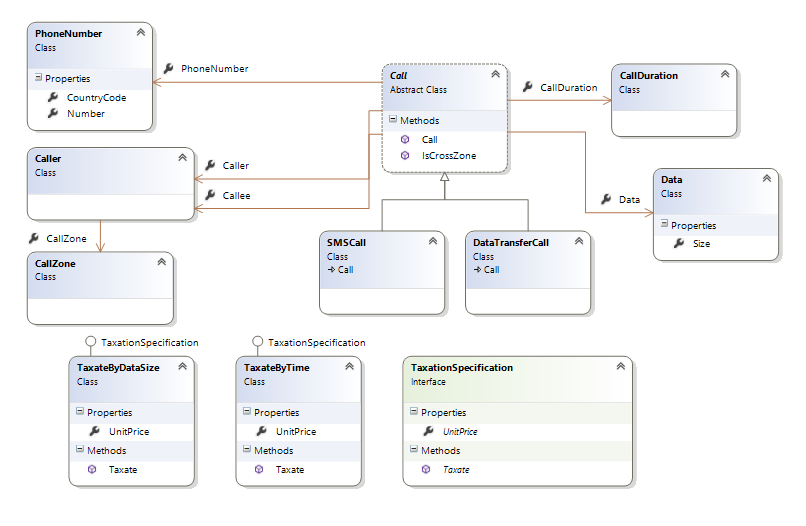 PhoneNumber
Class
Properties
CountryCode
Number
PhoneNumber
Call
Abstract Class
Methods
Call
IsCrossZone
CallDuration
CallDuration
Class
Caller
Class
Caller
Callee
Data
Data
Class
Properties
Size
CallZone
CallZone
Class
SMSCall
Class
Call
DataTransferCall
Class
Call
TaxationSpecification
TaxateByDataSize
Class
Properties
UnitPrice
Methods
Taxate
TaxationSpecification
TaxateByTime
Class
Properties
UnitPrice
Methods
Taxate
TaxationSpecification
Interface
Properties
UnitPrice
Methods
Taxate